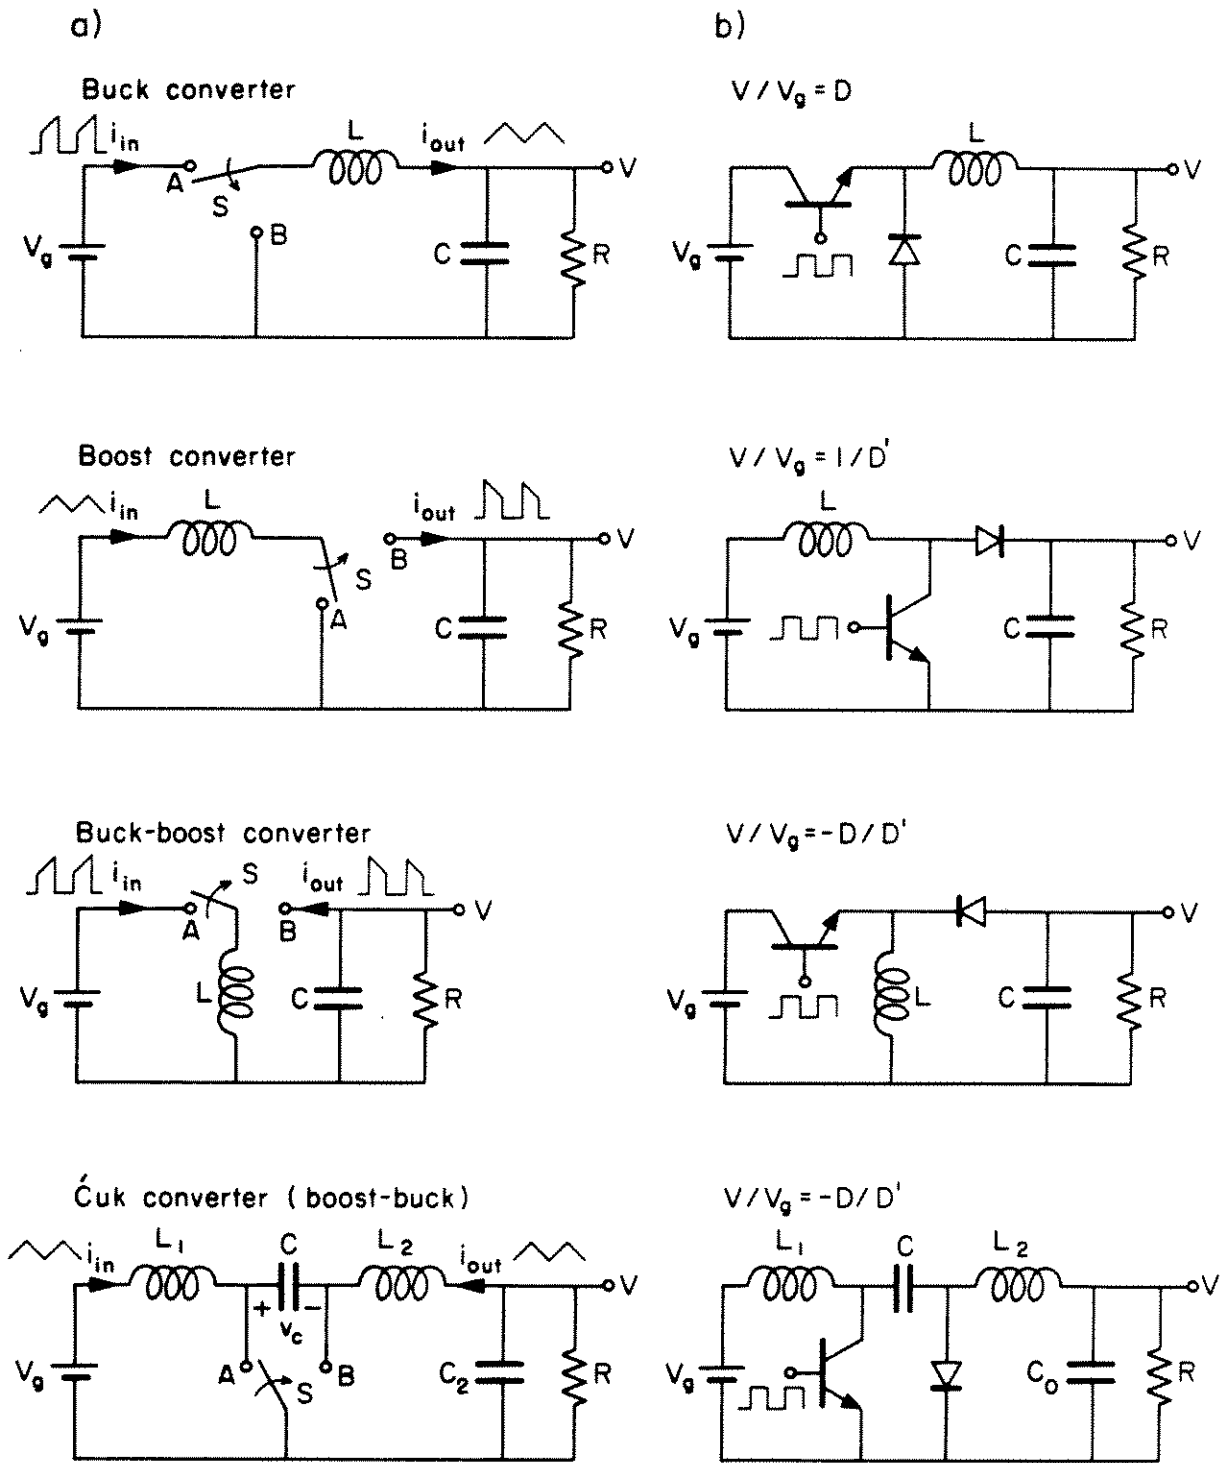 a) b)
Buck converter V / Vg = D
iin L iout V L V
A S B
Vg C R Vg C R
Boost converter V / Vg = 1 / D'
iin L iout B V L V
S A
Vg C R Vg C R
Buck-boost converter V / Vg = - D / D'
iin S iout V V
A B
Vg L C R Vg L C R
Ćuk converter ( boost-buck ) V / Vg = - D / D'
iin L1 C L2 iout V L1 C L2 V
+ - vc
A S B
Vg C2 R Vg Co R